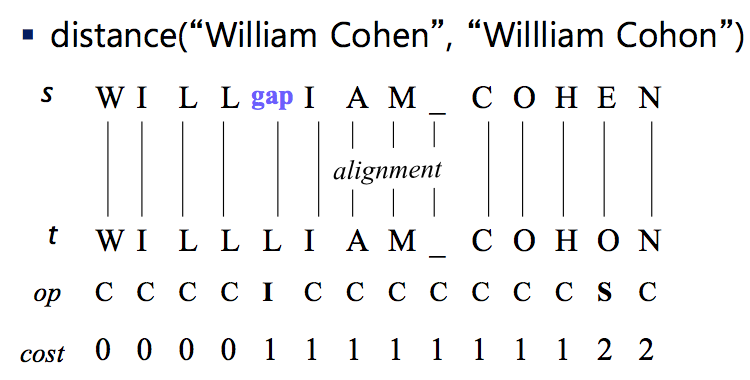 ▪ distance(“William Cohen”, “Willliam Cohon”)
s W I L L gap I A M _ C O H E N
alignment
t W I L L L I A M _ C O H O N
op C C C C I C C C C C C C S C
cost 0 0 0 0 1 1 1 1 1 1 1 1 2 2